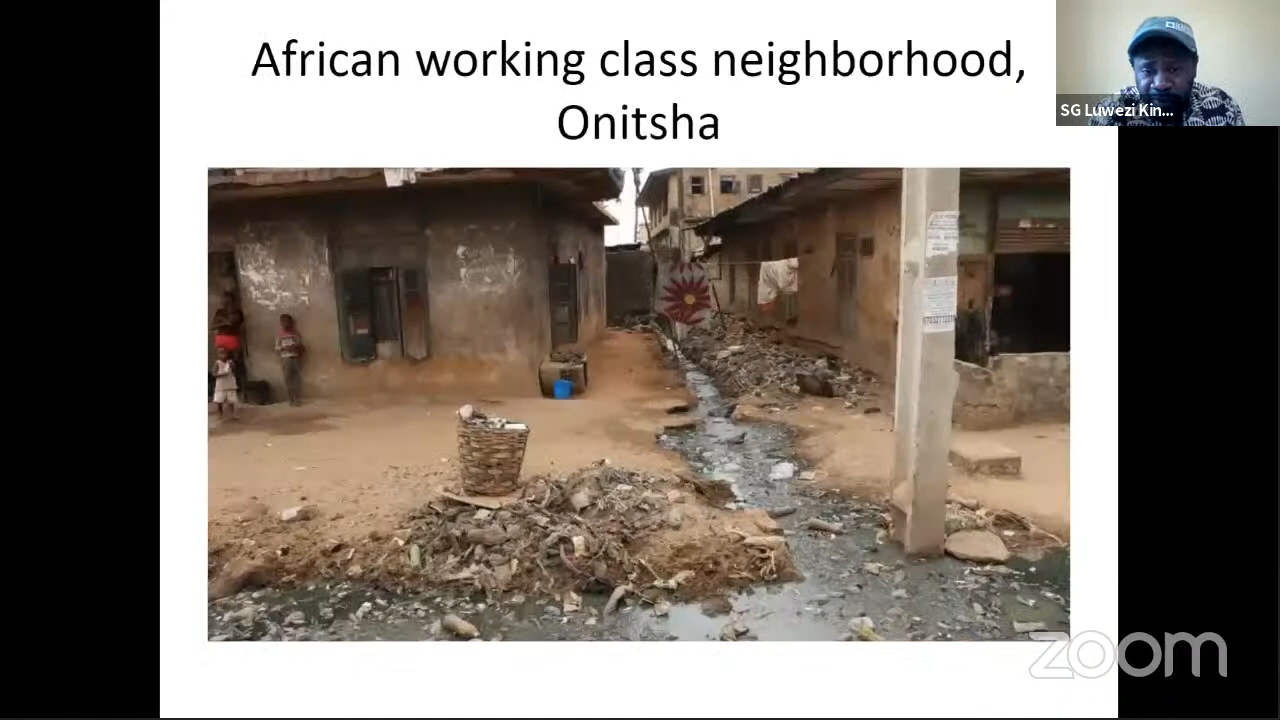 African working class neighborhood,
Onitsha
SG Luwezi Kin...
zoom